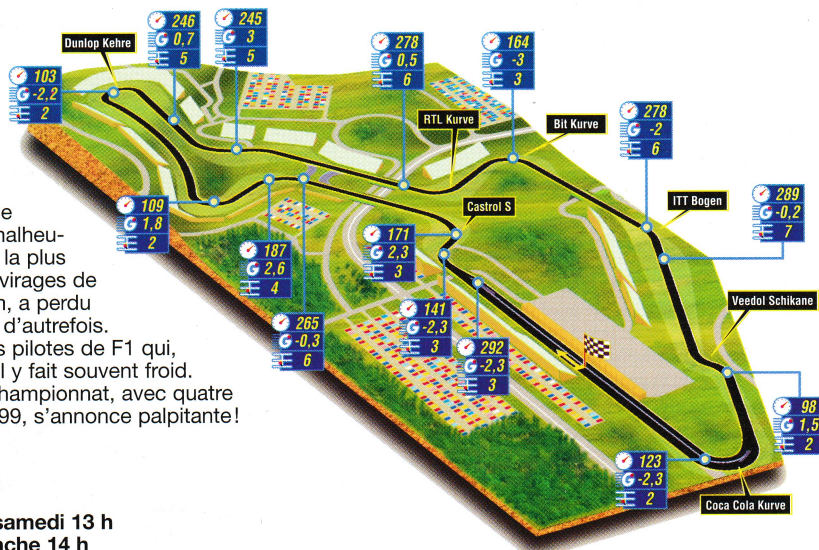 246
G 0,7
5
245
G 3
5
Dunlop Kehre
103
G -2,2
2
278
G 0,5
6
164
G -3
3
RTL Kurve
Bit Kurve
278
G -2
6
ITT Bogen
289
G -0,2
7
109
G 1,8
2
187
G 2,6
4
265
G -0,3
6
Castrol S
171
G 2,3
3
141
G -2,3
3
292
G -2,3
3
Veedol Schikane
98
G 1,5
2
123
G -2,3
2
Coca Cola Kurve
e
malheu-
la plus
virages de
, a perdu
d'autrefois.
s pilotes de F1 qui,
l y fait souvent froid.
hampionnat, avec quatre
99, s'annonce palpitante!
samedi 13 h
nche 14 h